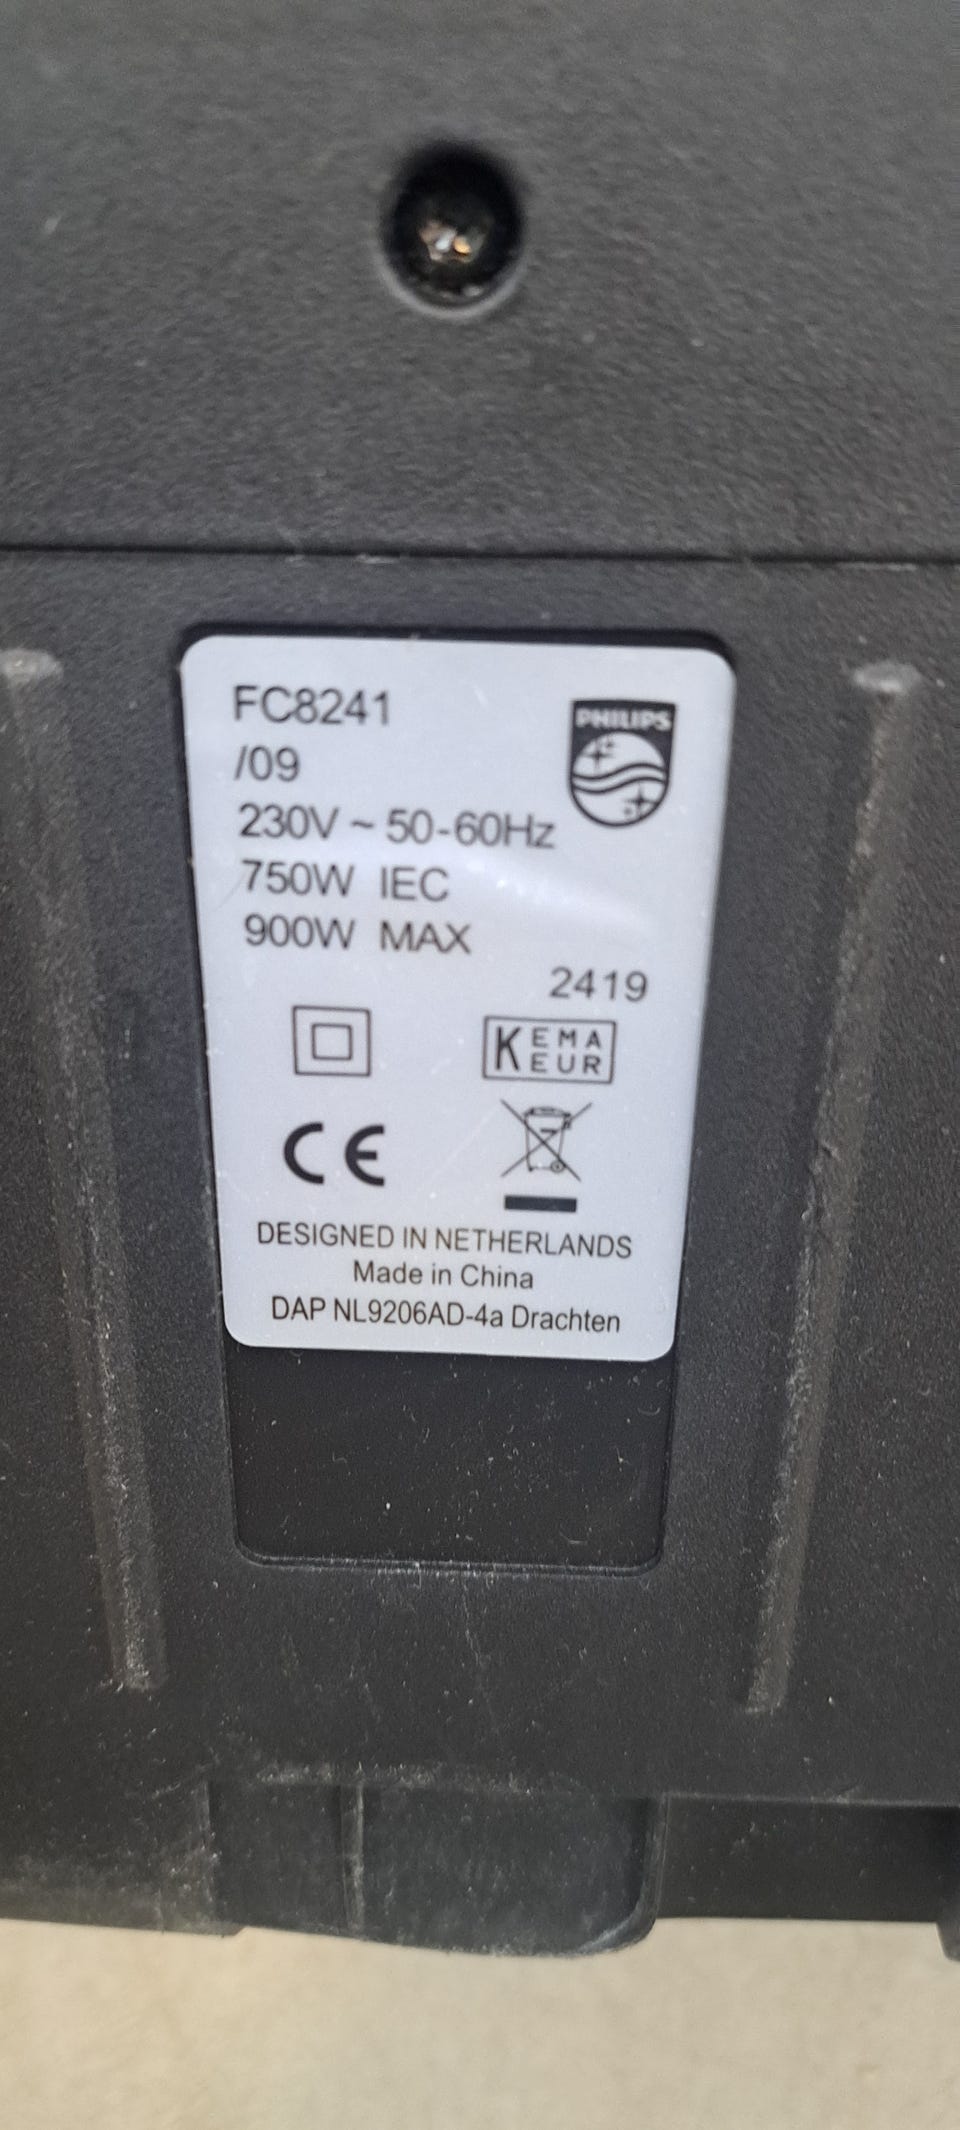 FC8241
PHILIPS
/09
230V ~ 50-60Hz
750W IEC
900W MAX
2419
KEMA
EUR
CE
DESIGNED IN NETHERLANDS
Made in China
DAP NL9206AD-4a Drachten